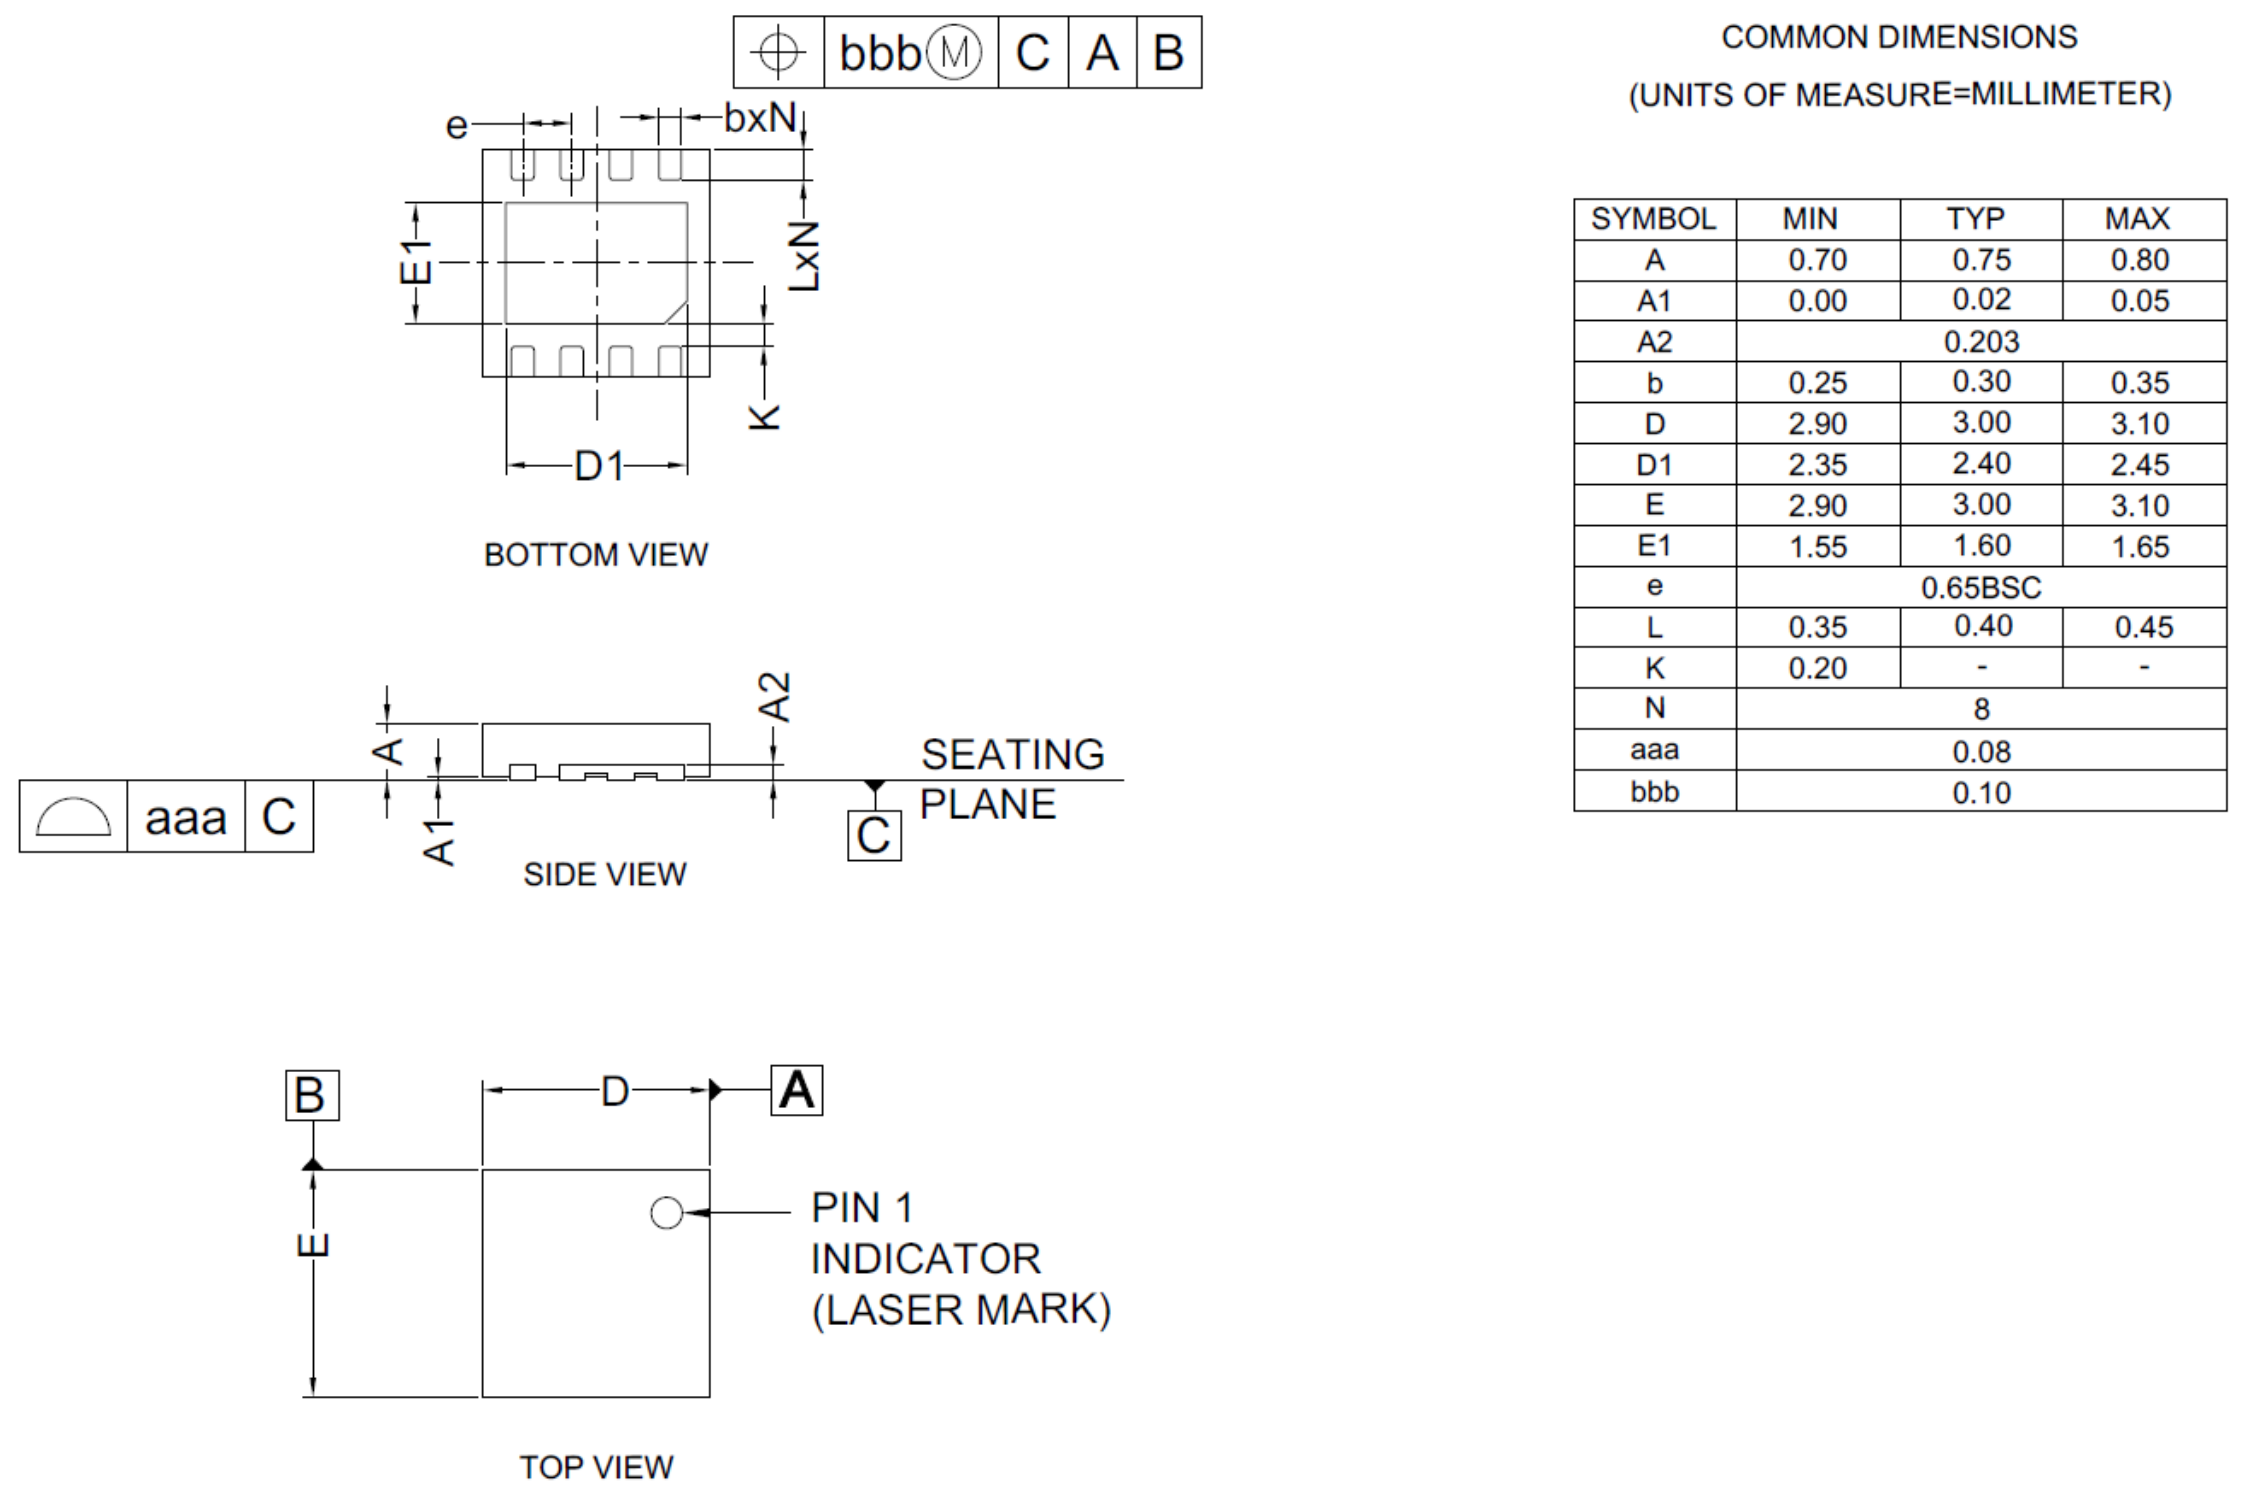 bbbⓂ C A B
e
bxN
E1
LxN
K
D1
BOTTOM VIEW
A
A2
A1
aaa C
SEATING
PLANE
C
SIDE VIEW
B
D
A
E
PIN 1
INDICATOR
(LASER MARK)
TOP VIEW
COMMON DIMENSIONS
(UNITS OF MEASURE=MILLIMETER)
SYMBOL MIN TYP MAX
A 0.70 0.75 0.80
A1 0.00 0.02 0.05
A2 0.203
b 0.25 0.30 0.35
D 2.90 3.00 3.10
D1 2.35 2.40 2.45
E 2.90 3.00 3.10
E1 1.55 1.60 1.65
e 0.65BSC
L 0.35 0.40 0.45
K 0.20 - -
N 8
aaa 0.08
bbb 0.10